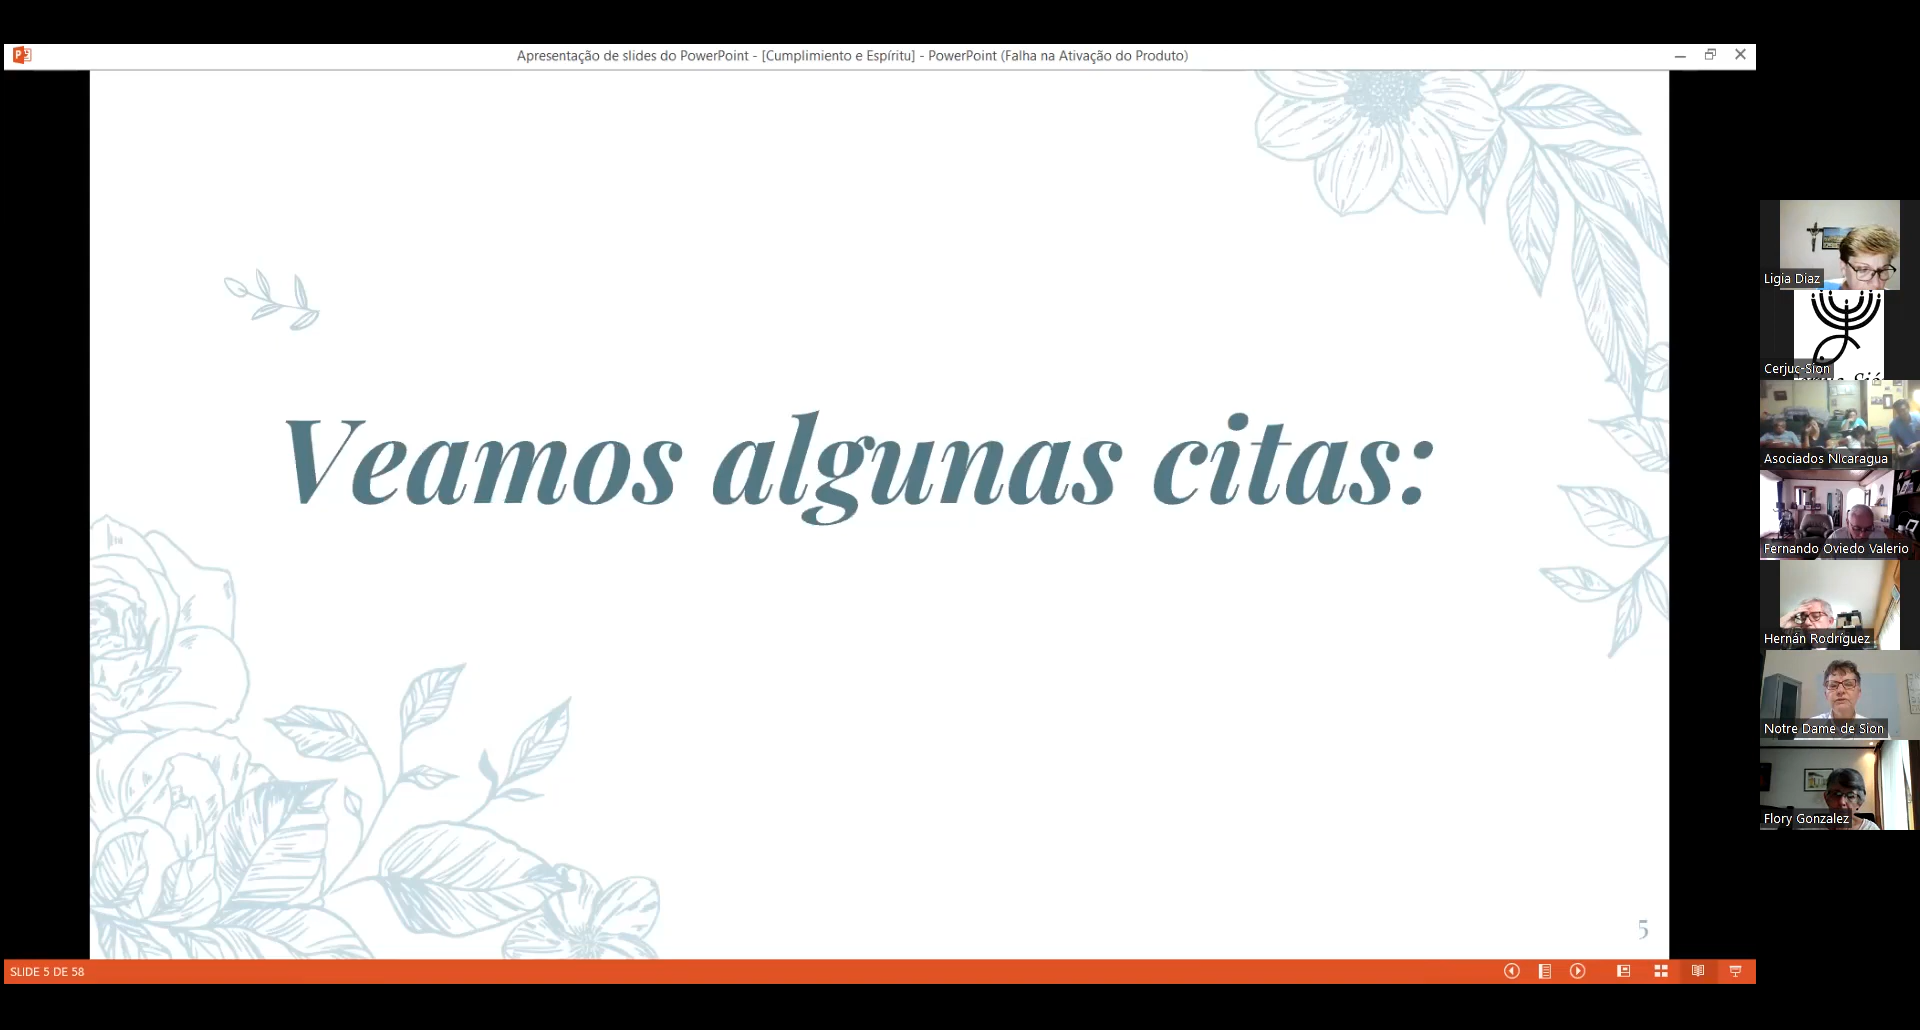 Apresentação de slides do PowerPoint - [Cumplimiento e Espíritu] - PowerPoint (Falha na Ativação do Produto)
Veamos algunas citas:
5
SLIDE 5 DE 58
Ligia Diaz
Cerjuc-Sion
Asociados NIcaragua
Fernando Oviedo Valerio
Hernán Rodríguez
Notre Dame de Sion
Flory Gonzalez